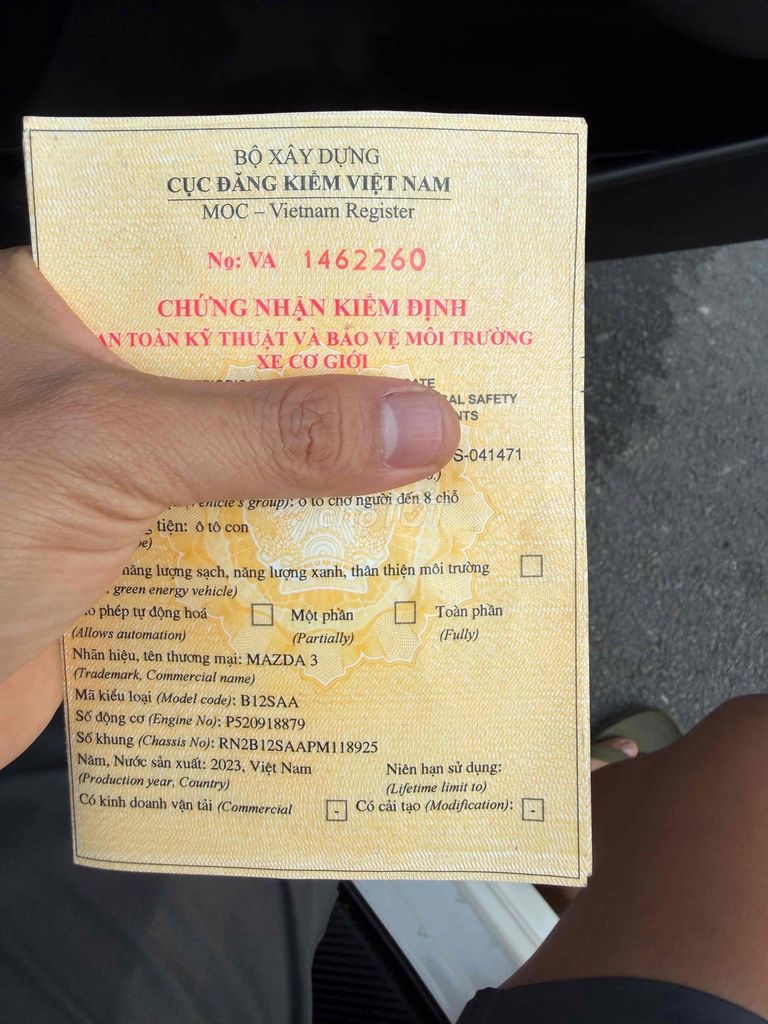 BỘ XÂY DỰNG
CỤC ĐĂNG KIỂM VIỆT NAM
MOC – Vietnam Register
Nọ: VA 1462260
CHỨNG NHẬN KIỂM ĐỊNH
AN TOÀN KỸ THUẬT VÀ BẢO VỆ MÔI TRƯỜNG
XE CƠ GIỚI
SAFETY
S-041471
(Vehicle's group): ô tô chở người đến 8 chỗ
tiện: ô tô con
năng lượng sạch, năng lượng xanh, thân thiện môi trường
green energy vehicle)
phép tự động hoá Một phần Toàn phần
(Allows automation) (Partially) (Fully)
Nhãn hiệu, tên thương mại: MAZDA 3
(Trademark, Commercial name)
Mã kiểu loại (Model code): B12SAA
Số động cơ (Engine No): P520918879
Số khung (Chassis No): RN2B12SAAPM118925
Năm, Nước sản xuất: 2023, Việt Nam Niên hạn sử dụng:
(Production year, Country) (Lifetime limit to)
Có kinh doanh vận tải (Commercial - Có cải tạo (Modification): -